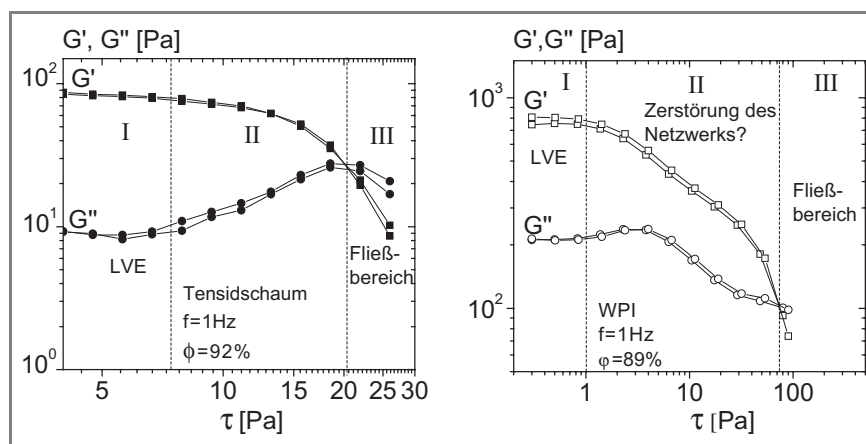 G', G'' [Pa]
10²
G'
I
II
III
LVE
10¹
G''
LVE
Fließ-
bereich
Tensidschaum
f=1Hz
ϕ=92%
10⁰
5
10
15
20
25
30
τ [Pa]
G',G'' [Pa]
I
II
III
10³
G'
Zerstörung des
Netzwerks?
LVE
Fließ-
bereich
G''
10²
WPI
f=1Hz
φ=89%
1
10
100
τ [Pa]